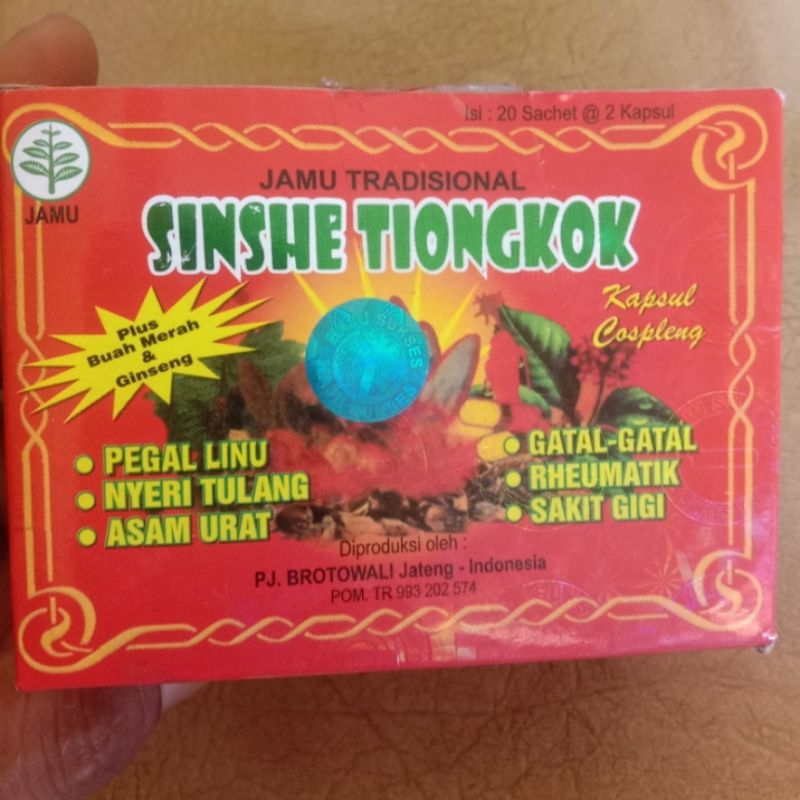 Isi : 20 Sachet @ 2 Kapsul
JAMU
JAMU TRADISIONAL
SINSHE TIONGKOK
Kapsul
Cospleng
Plus
Buah Merah
&
Ginseng
MAJU SUKSES
• PEGAL LINU
• NYERI TULANG
• ASAM URAT
• GATAL-GATAL
• RHEUMATIK
• SAKIT GIGI
Diproduksi oleh :
PJ. BROTOWALI Jateng - Indonesia
POM. TR 993 202 574